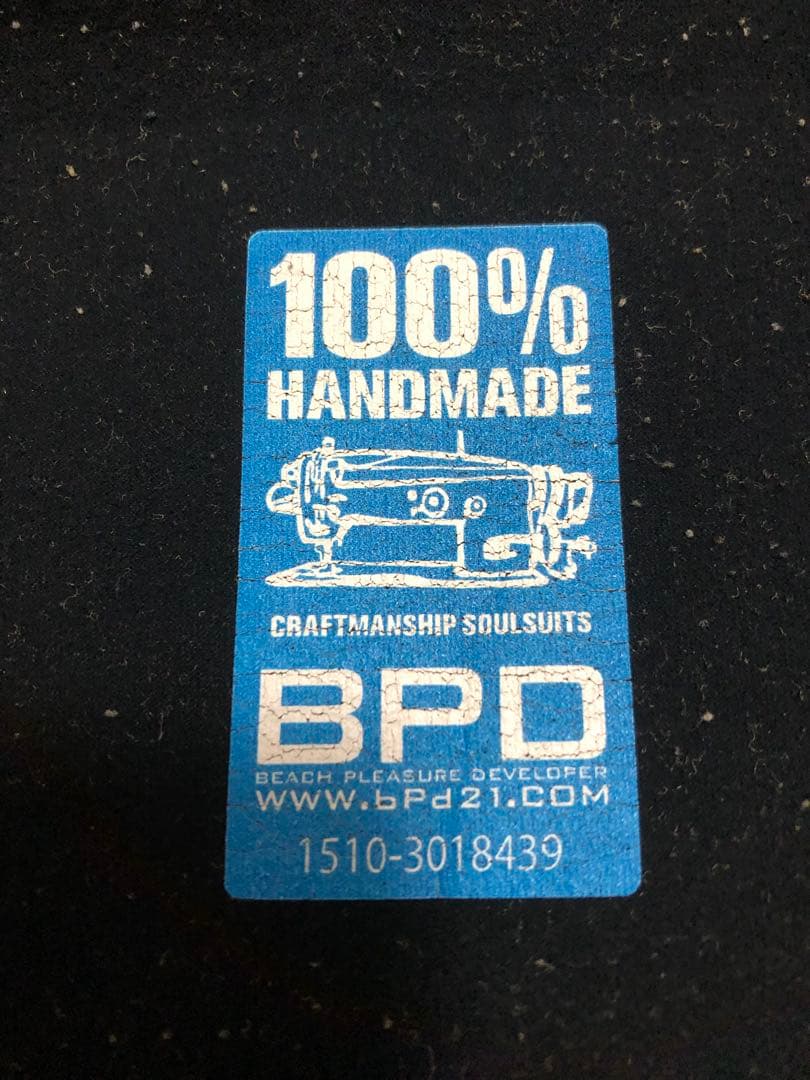 100%
HANDMADE
CRAFTMANSHIP SOULSUITS
BPD
BEACH PLEASURE DEVELOPER
WWW.bPd21.COM
1510-3018439